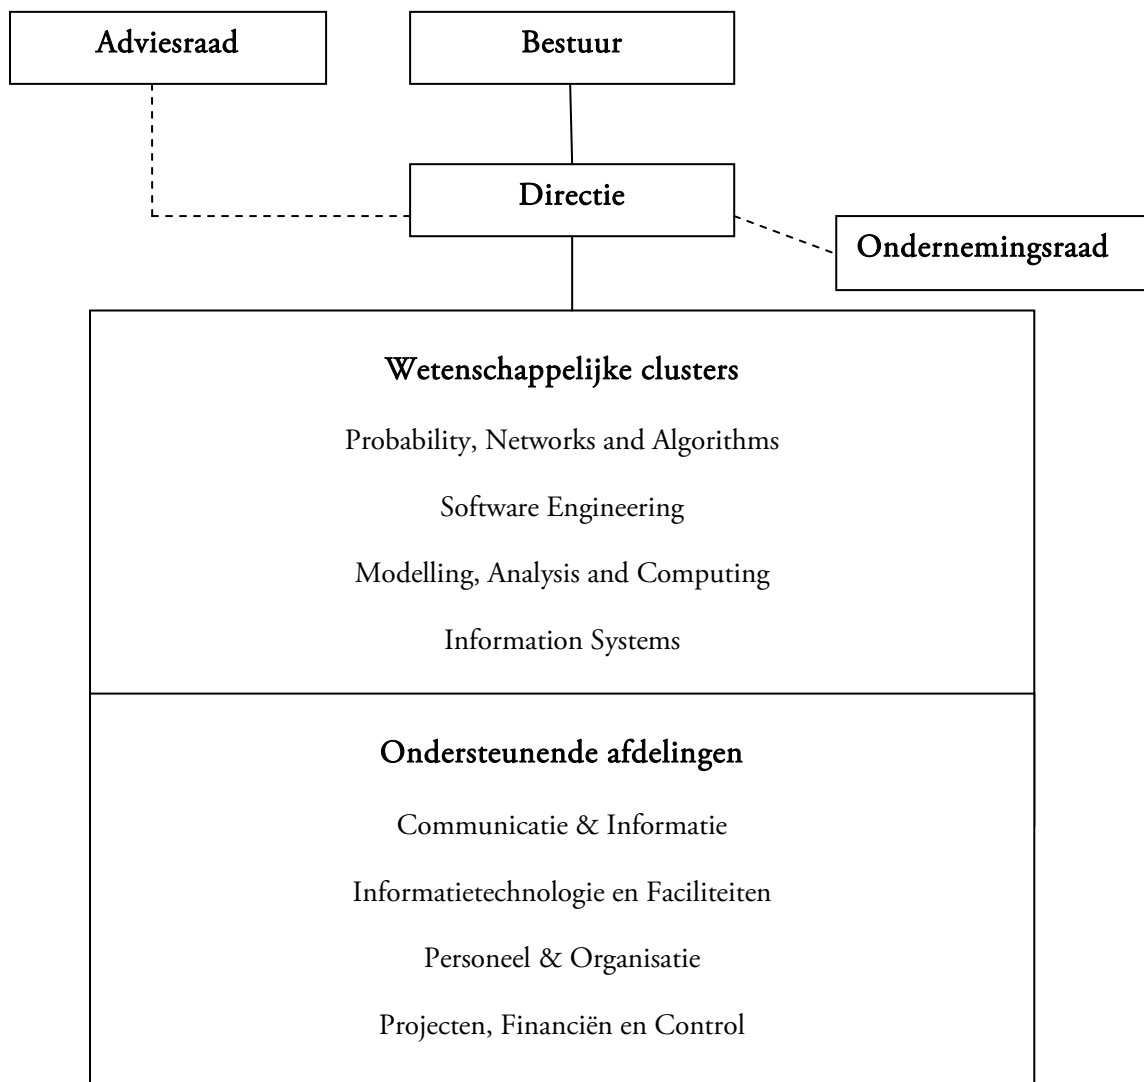 Adviesraad
Bestuur
Directie
Ondernemingsraad
Wetenschappelijke clusters
Probability, Networks and Algorithms
Software Engineering
Modelling, Analysis and Computing
Information Systems
Ondersteunende afdelingen
Communicatie & Informatie
Informatietechnologie en Faciliteiten
Personeel & Organisatie
Projecten, Financiën en Control